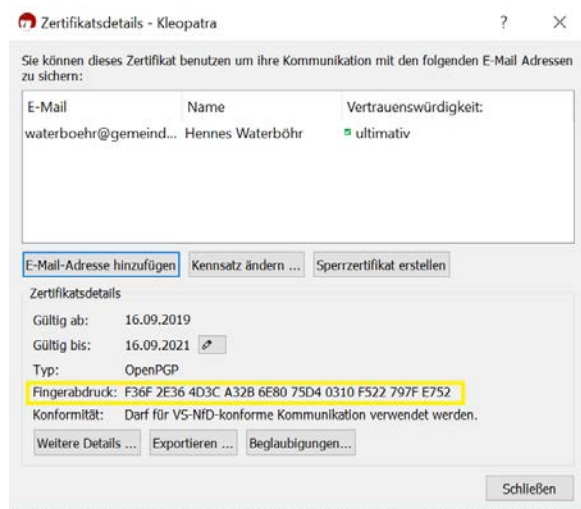 Zertifikatsdetails - Kleopatra ? ×
Sie können dieses Zertifikat benutzen um ihre Kommunikation mit den folgenden E-Mail Adressen
zu sichern:
E-Mail Name Vertrauenswürdigkeit:
waterboehr@gemeind... Hennes Waterböhr ultimativ
E-Mail-Adresse hinzufügen Kennsatz ändern ... Sperrzertifikat erstellen
Zertifikatsdetails
Gültig ab: 16.09.2019
Gültig bis: 16.09.2021
Typ: OpenPGP
Fingerabdruck: F36F 2E36 4D3C A32B 6E80 75D4 0310 F522 797F E752
Konformität: Darf für VS-NfD-konforme Kommunikation verwendet werden.
Weitere Details ... Exportieren ... Beglaubigungen...
Schließen